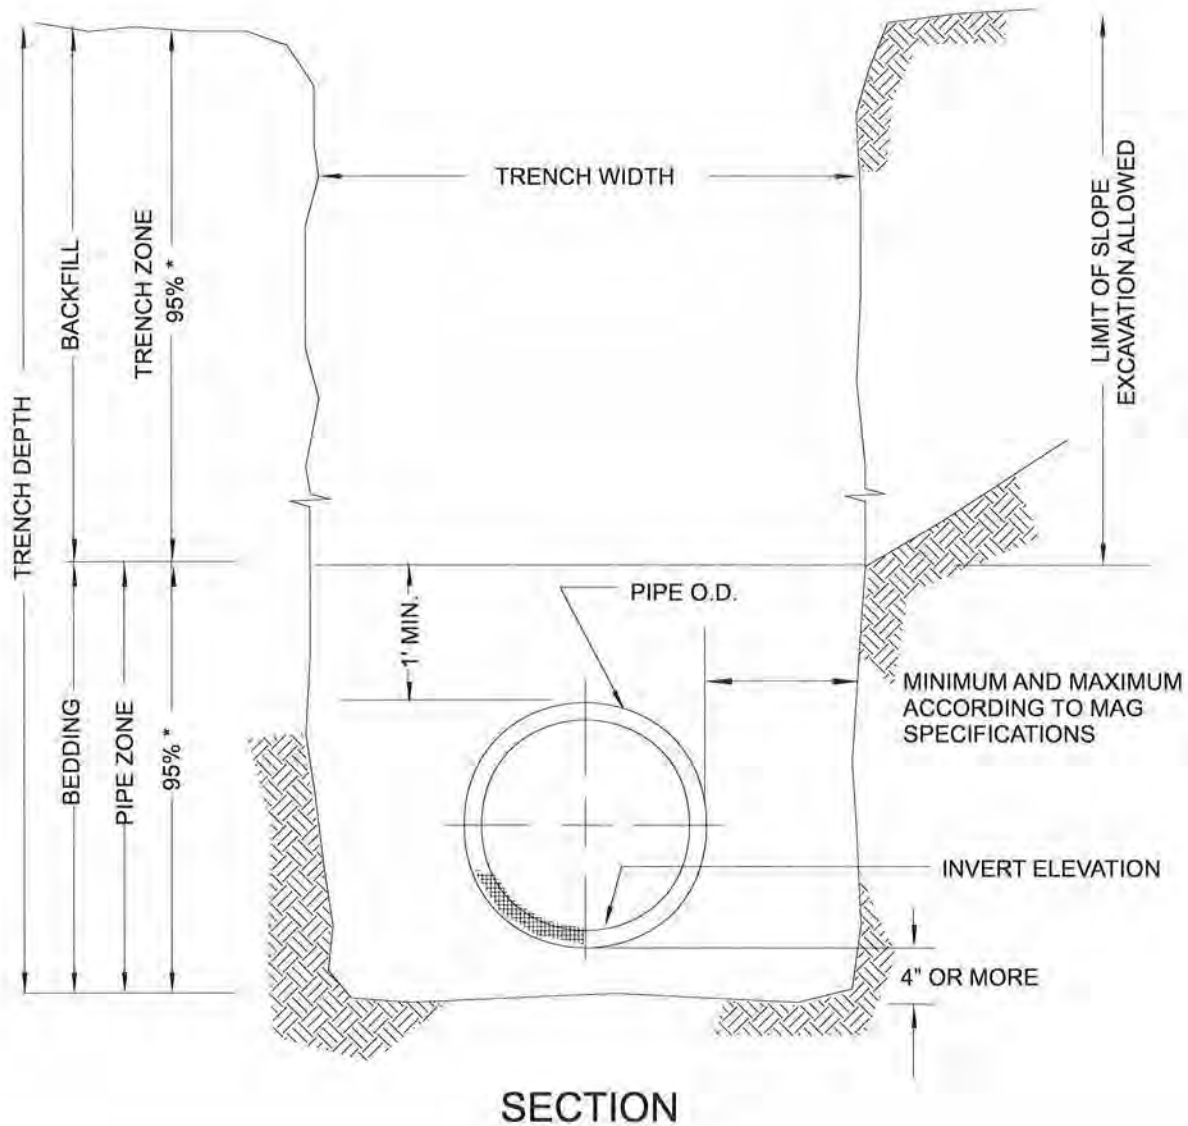 TRENCH DEPTH
BACKFILL
TRENCH ZONE
95% *
TRENCH WIDTH
LIMIT OF SLOPE
EXCAVATION ALLOWED
BEDDING
PIPE ZONE
95% *
1' MIN.
PIPE O.D.
MINIMUM AND MAXIMUM
ACCORDING TO MAG
SPECIFICATIONS
INVERT ELEVATION
4" OR MORE
SECTION